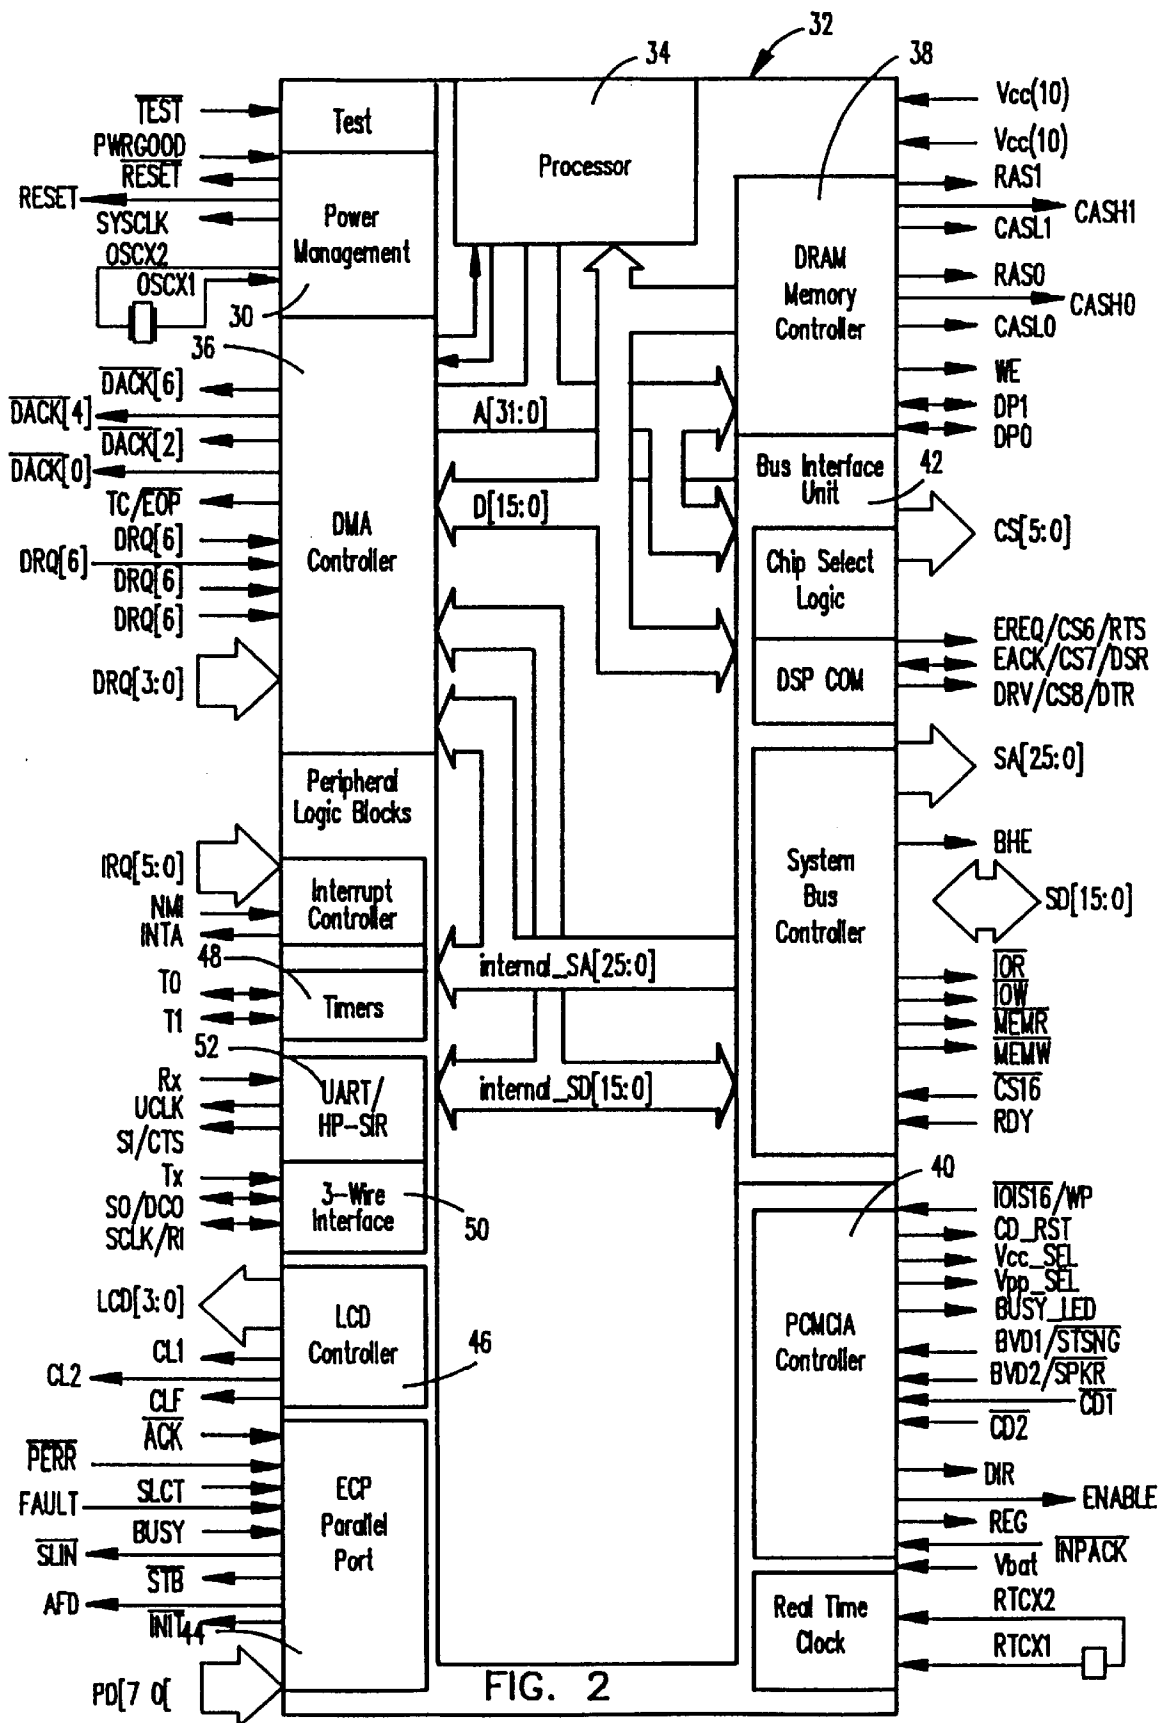 32
34
38
TEST
PWRGOOD
RESET
RESET
SYSCLK
OSCX2
OSCX1
30
36
DACK[6]
DACK[4]
DACK[2]
DACK[0]
TC/EOP
DRQ[6]
DRQ[6]
DRQ[6]
DRQ[6]
DRQ[3:0]
IRQ[5:0]
NMI
INTA
48
T0
T1
52
Rx
UCLK
SI/CTS
Tx
SO/DCO
SCLK/RI
50
LCD[3:0]
CL1
46
CL2
CLF
ACK
PERR
SLCT
FAULT
BUSY
SLIN
STB
AFD
INIT
44
PD[7 0[
Test
Power
Management
DMA
Controller
Peripheral
Logic Blocks
Interrupt
Controller
Timers
UART/
HP-SIR
3-Wire
Interface
LCD
Controller
ECP
Parallel
Port
Processor
A[31:0]
D[15:0]
internal_SA[25:0]
internal_SD[15:0]
DRAM
Memory
Controller
Bus Interface
Unit
42
Chip Select
Logic
DSP COM
System
Bus
Controller
40
PCMCIA
Controller
Real Time
Clock
Vcc(10)
Vcc(10)
RAS1
CASH1
CASL1
RAS0
CASH0
CASL0
WE
DP1
DP0
CS[5:0]
EREQ/CS6/RTS
EACK/CS7/DSR
DRV/CS8/DTR
SA[25:0]
BHE
SD[15:0]
IOR
IOW
MEMR
MEMW
CS16
RDY
IOIS16/WP
CD_RST
Vcc_SEL
Vpp_SEL
BUSY_LED
BVD1/STSNG
BVD2/SPKR
CD1
CD2
DIR
ENABLE
REG
INPACK
Vbat
RTCX2
RTCX1
FIG. 2